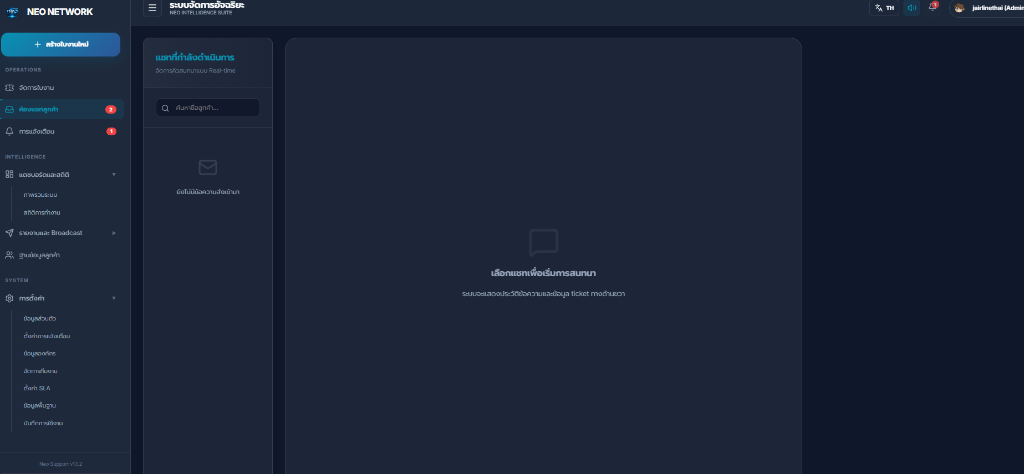 NEO NETWORK
+ สร้างใบงานใหม่
OPERATIONS
จัดการใบงาน
ห้องแชทลูกค้า 2
การแจ้งเตือน 1
INTELLIGENCE
แดชบอร์ดและสถิติ
ภาพรวมระบบ
สถิติการทำงาน
รายงานและ Broadcast
ฐานข้อมูลลูกค้า
SYSTEM
การตั้งค่า
ข้อมูลส่วนตัว
ตั้งค่าการแจ้งเตือน
ข้อมูลองค์กร
จัดการทีมงาน
ตั้งค่า SLA
ข้อมูลพื้นฐาน
บันทึกการใช้งาน
Neo Support v1.0.2
ระบบจัดการอัจฉริยะ
NEO INTELLIGENCE SUITE
TH
1
jairlinethai (Admin
แชทที่กำลังดำเนินการ
จัดการบทสนทนาแบบ Real-time
ค้นหาชื่อลูกค้า...
ยังไม่มีข้อความส่งเข้ามา
เลือกแชทเพื่อเริ่มการสนทนา
ระบบจะแสดงประวัติข้อความและข้อมูล ticket ทางด้านขวา